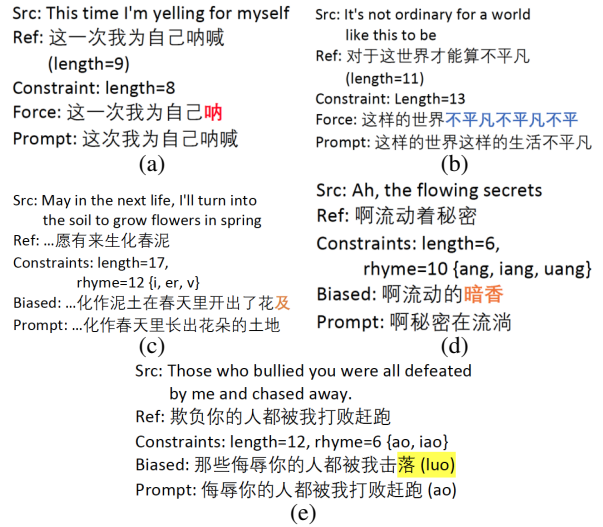 Src: This time I'm yelling for myself
Ref: 这一次我为自己呐喊
(length=9)
Constraint: length=8
Force: 这一次我为自己呐
Prompt: 这次我为自己呐喊
(a)
Src: It's not ordinary for a world
like this to be
Ref: 对于这世界才能算不平凡
(length=11)
Constraint: Length=13
Force: 这样的世界不平凡不平凡不平
Prompt: 这样的世界这样的生活不平凡
(b)
Src: May in the next life, I'll turn into
the soil to grow flowers in spring
Ref: …愿有来生化春泥
Constraints: length=17,
rhyme=12 {i, er, v}
Biased: …化作泥土在春天里开出了花及
Prompt: …化作春天里长出花朵的土地
(c)
Src: Ah, the flowing secrets
Ref: 啊流动着秘密
Constraints: length=6,
rhyme=10 {ang, iang, uang}
Biased: 啊流动的暗香
Prompt: 啊秘密在流淌
(d)
Src: Those who bullied you were all defeated
by me and chased away.
Ref: 欺负你的人都被我打败赶跑
Constraints: length=12, rhyme=6 {ao, iao}
Biased: 那些侮辱你的人都被我击落 (luo)
Prompt: 侮辱你的人都被我打败赶跑 (ao)
(e)